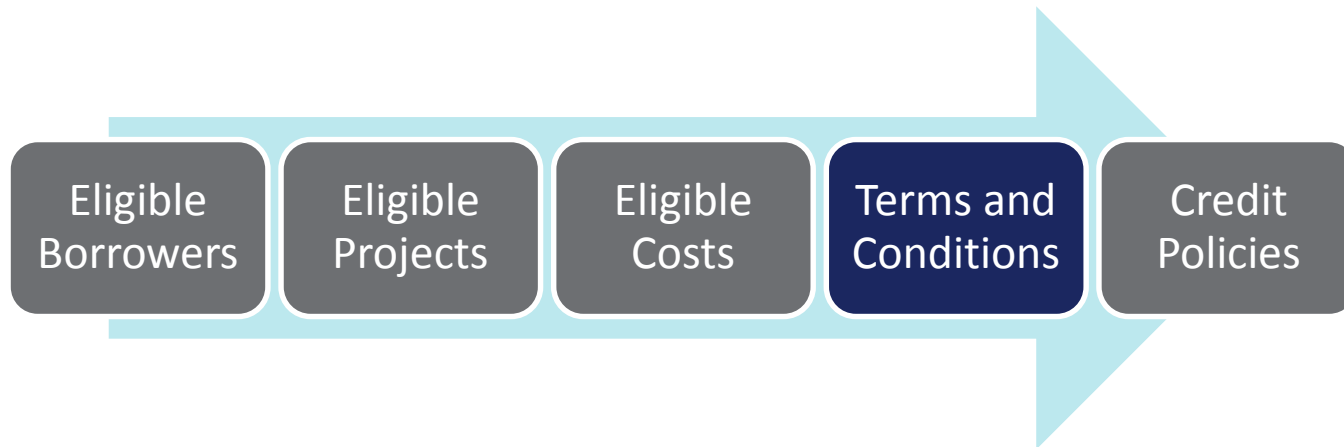 Eligible
Borrowers
Eligible
Projects
Eligible
Costs
Terms and
Conditions
Credit
Policies